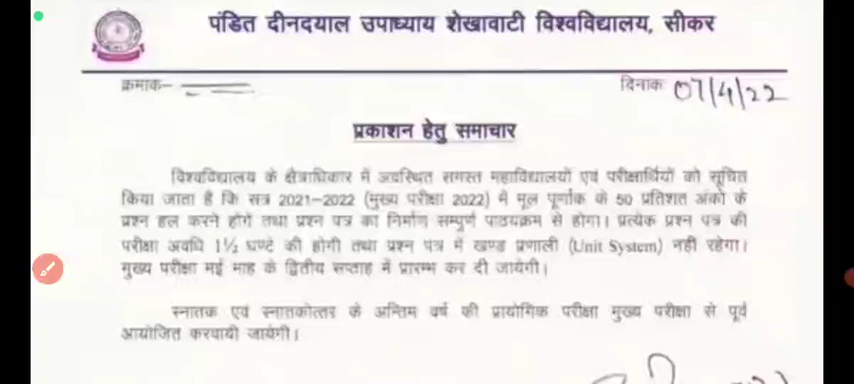 पंडित दीनदयाल उपाध्याय शेखावाटी विश्वविद्यालय, सीकर
क्रमांक–
दिनांक 07/4/22
प्रकाशन हेतु समाचार
विश्वविद्यालय के क्षेत्राधिकार में अवस्थित समस्त महाविद्यालयों एवं परीक्षार्थियों को सूचित
किया जाता है कि सत्र 2021–2022 (मुख्य परीक्षा 2022) में मूल पूर्णांक के 50 प्रतिशत अंकों के
प्रश्न हल करने होंगे तथा प्रश्न पत्र का निर्माण सम्पूर्ण पाठ्यक्रम से होगा। प्रत्येक प्रश्न पत्र की
परीक्षा अवधि 1½ घण्टे की होगी तथा प्रश्न पत्र में खण्ड प्रणाली (Unit System) नहीं रहेगा।
मुख्य परीक्षा मई माह के द्वितीय सप्ताह में प्रारम्भ कर दी जायेगी।
स्नातक एवं स्नातकोत्तर के अन्तिम वर्ष की प्रायोगिक परीक्षा मुख्य परीक्षा से पूर्व
आयोजित करवायी जायेगी।